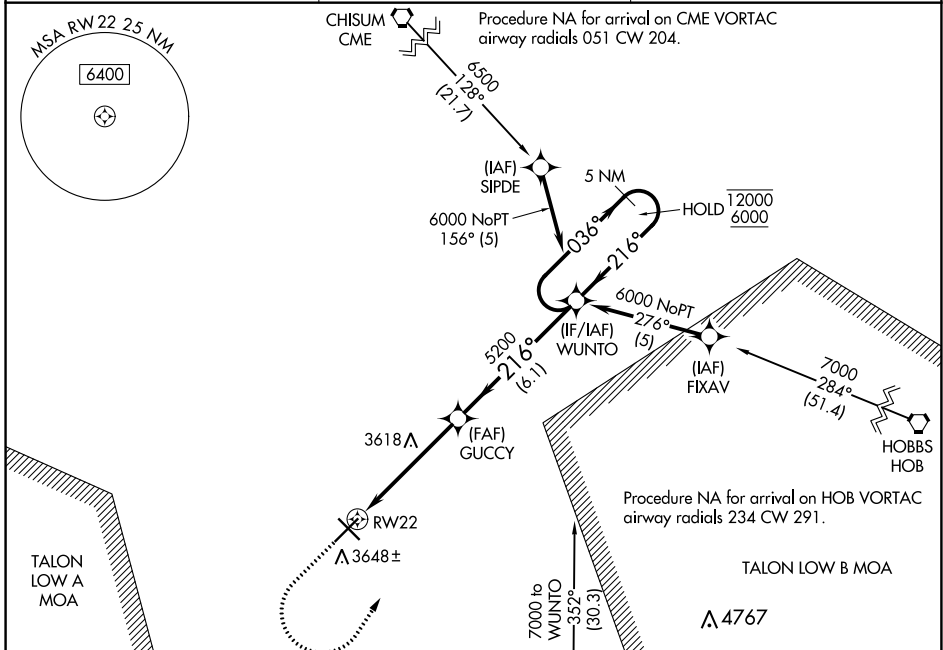 MSA RW 22 25 NM
6400
CHISUM
CME
Procedure NA for arrival on CME VORTAC
airway radials 051 CW 204.
6500
128°
(21.7)
(IAF)
SIPDE
6000 NoPT
156° (5)
5 NM
HOLD
12000
6000
036°
216°
(IF/IAF)
WUNTO
6000 NoPT
276°
(5)
(IAF)
FIXAV
7000
284°
(51.4)
HOBBS
HOB
5200
216°
(6.1)
(FAF)
GUCCY
3618
RW22
3648±
Procedure NA for arrival on HOB VORTAC
airway radials 234 CW 291.
TALON
LOW A
MOA
TALON LOW B MOA
7000 to
WUNTO
352°
(30.3)
4767